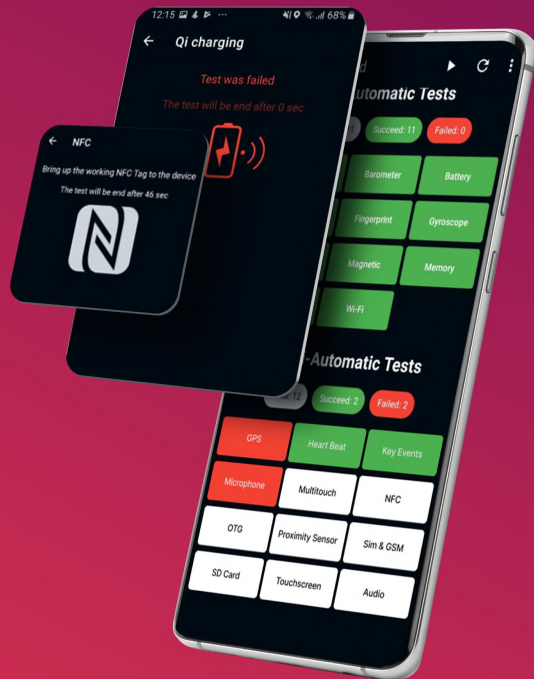 12:15 68%
Qi charging
Test was failed
The test will be end after 0 sec
NFC
Bring up the working NFC Tag to the device
The test will be end after 46 sec
utomatic Tests
Succeed: 11 Failed: 0
Barometer Battery
Fingerprint Gyroscope
Magnetic Memory
Wi-Fi
-Automatic Tests
12 Succeed: 2 Failed: 2
GPS Heart Beat Key Events
Microphone Multitouch NFC
OTG Proximity Sensor Sim & GSM
SD Card Touchscreen Audio